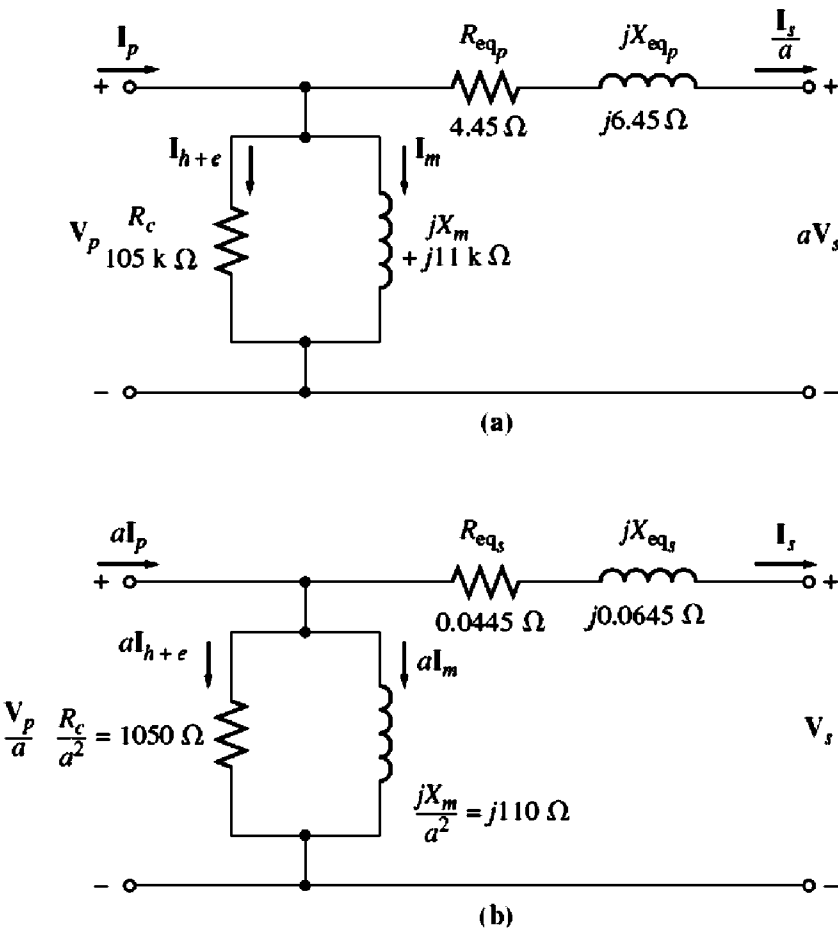 I_p R_eq_p jX_eq_p I_s/a
+ 4.45 Ω j6.45 Ω +
I_h+e I_m
V_p R_c jX_m aV_s
105 k Ω + j11 k Ω
– –
(a)
aI_p R_eq_s jX_eq_s I_s
+ 0.0445 Ω j0.0645 Ω +
aI_h+e aI_m
V_p/a R_c/a² = 1050 Ω V_s
jX_m/a² = j110 Ω
– –
(b)